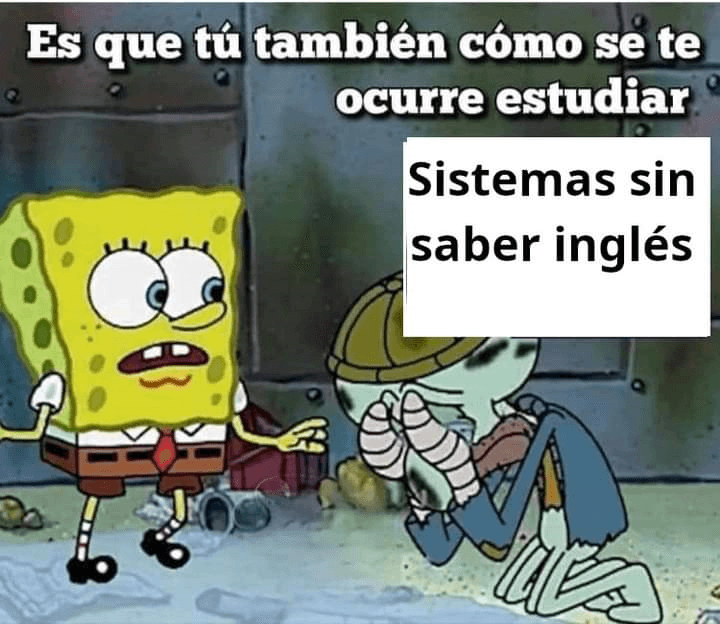 Es que tú también cómo se te
ocurre estudiar
Sistemas sin
saber inglés